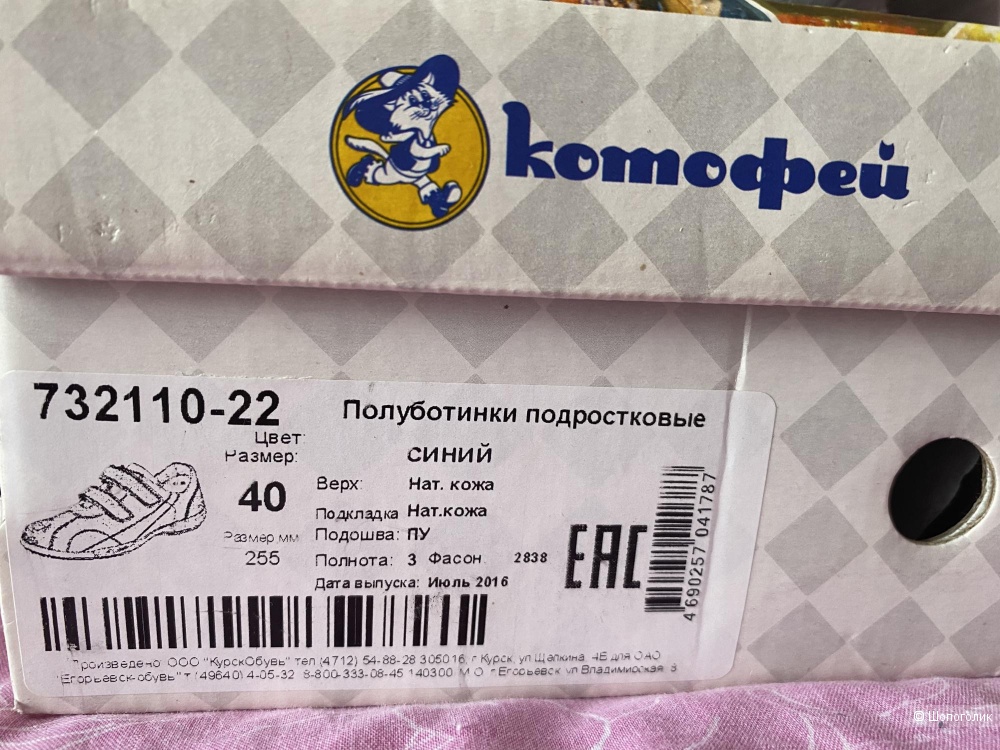 котофей
732110-22
Полуботинки подростковые
Цвет: синий
Размер: 40
Верх: Нат. кожа
Подкладка Нат.кожа
Размер мм 255
Подошва: ПУ
Полнота: 3 Фасон 2838
Дата выпуска: Июль 2016
EAC
4 690257 041787
Произведено: ООО "КурскОбувь" тел (4712) 54-88-28 305016, г Курск, ул Щепкина, 4Б для ОАО
"Егорьевск-обувь" т (49640) 4-05-32 8-800-333-08-45 140300 М О г Егорьевск ул Владимирская
Шопоголик